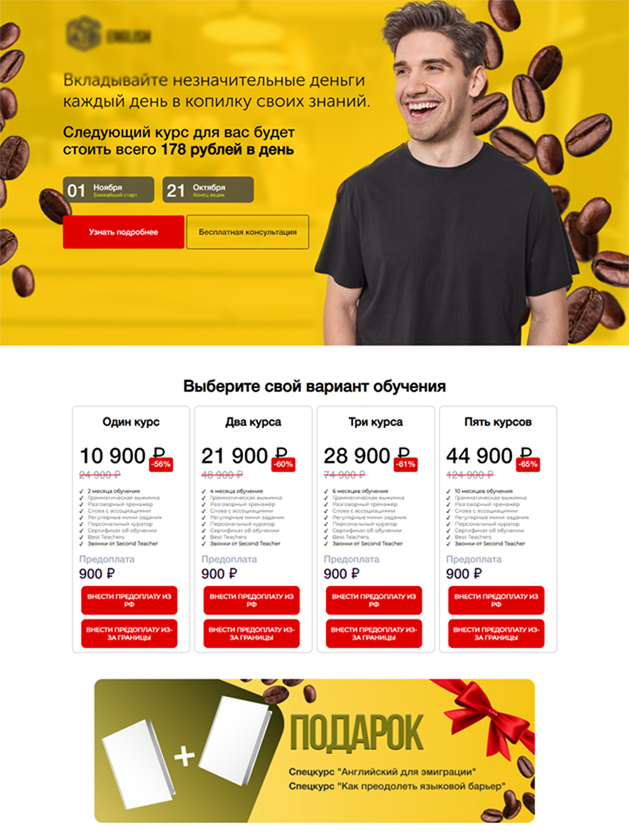 ENGLISH
Вкладывайте незначительные деньги
каждый день в копилку своих знаний.
Следующий курс для вас будет
стоить всего 178 рублей в день
01 Ноября
Ближайший старт
21 Октября
Конец акции
Узнать подробнее
Бесплатная консультация
Выберите свой вариант обучения
Один курс
10 900 ₽
-56%
24 900 ₽
2 месяца обучения
Грамматическая выжимка
Разговорный тренажёр
Слова с ассоциациями
Регулярные мини-задания
Персональный куратор
Сертификат об обучении
Best Teachers
Звонки от Second Teacher
Предоплата
900 ₽
ВНЕСТИ ПРЕДОПЛАТУ ИЗ
РФ
ВНЕСТИ ПРЕДОПЛАТУ ИЗ-
ЗА ГРАНИЦЫ
Два курса
21 900 ₽
-60%
48 900 ₽
4 месяца обучения
Грамматическая выжимка
Разговорный тренажёр
Слова с ассоциациями
Регулярные мини-задания
Персональный куратор
Сертификат об обучении
Best Teachers
Звонки от Second Teacher
Предоплата
900 ₽
ВНЕСТИ ПРЕДОПЛАТУ ИЗ
РФ
ВНЕСТИ ПРЕДОПЛАТУ ИЗ-
ЗА ГРАНИЦЫ
Три курса
28 900 ₽
-61%
74 900 ₽
6 месяцев обучения
Грамматическая выжимка
Разговорный тренажёр
Слова с ассоциациями
Регулярные мини-задания
Персональный куратор
Сертификат об обучении
Best Teachers
Звонки от Second Teacher
Предоплата
900 ₽
ВНЕСТИ ПРЕДОПЛАТУ ИЗ
РФ
ВНЕСТИ ПРЕДОПЛАТУ ИЗ-
ЗА ГРАНИЦЫ
Пять курсов
44 900 ₽
-65%
124 900 ₽
10 месяцев обучения
Грамматическая выжимка
Разговорный тренажёр
Слова с ассоциациями
Регулярные мини-задания
Персональный куратор
Сертификат об обучении
Best Teachers
Звонки от Second Teacher
Предоплата
900 ₽
ВНЕСТИ ПРЕДОПЛАТУ ИЗ
РФ
ВНЕСТИ ПРЕДОПЛАТУ ИЗ-
ЗА ГРАНИЦЫ
+
ПОДАРОК
Спецкурс "Английский для эмиграции"
Спецкурс "Как преодолеть языковой барьер"